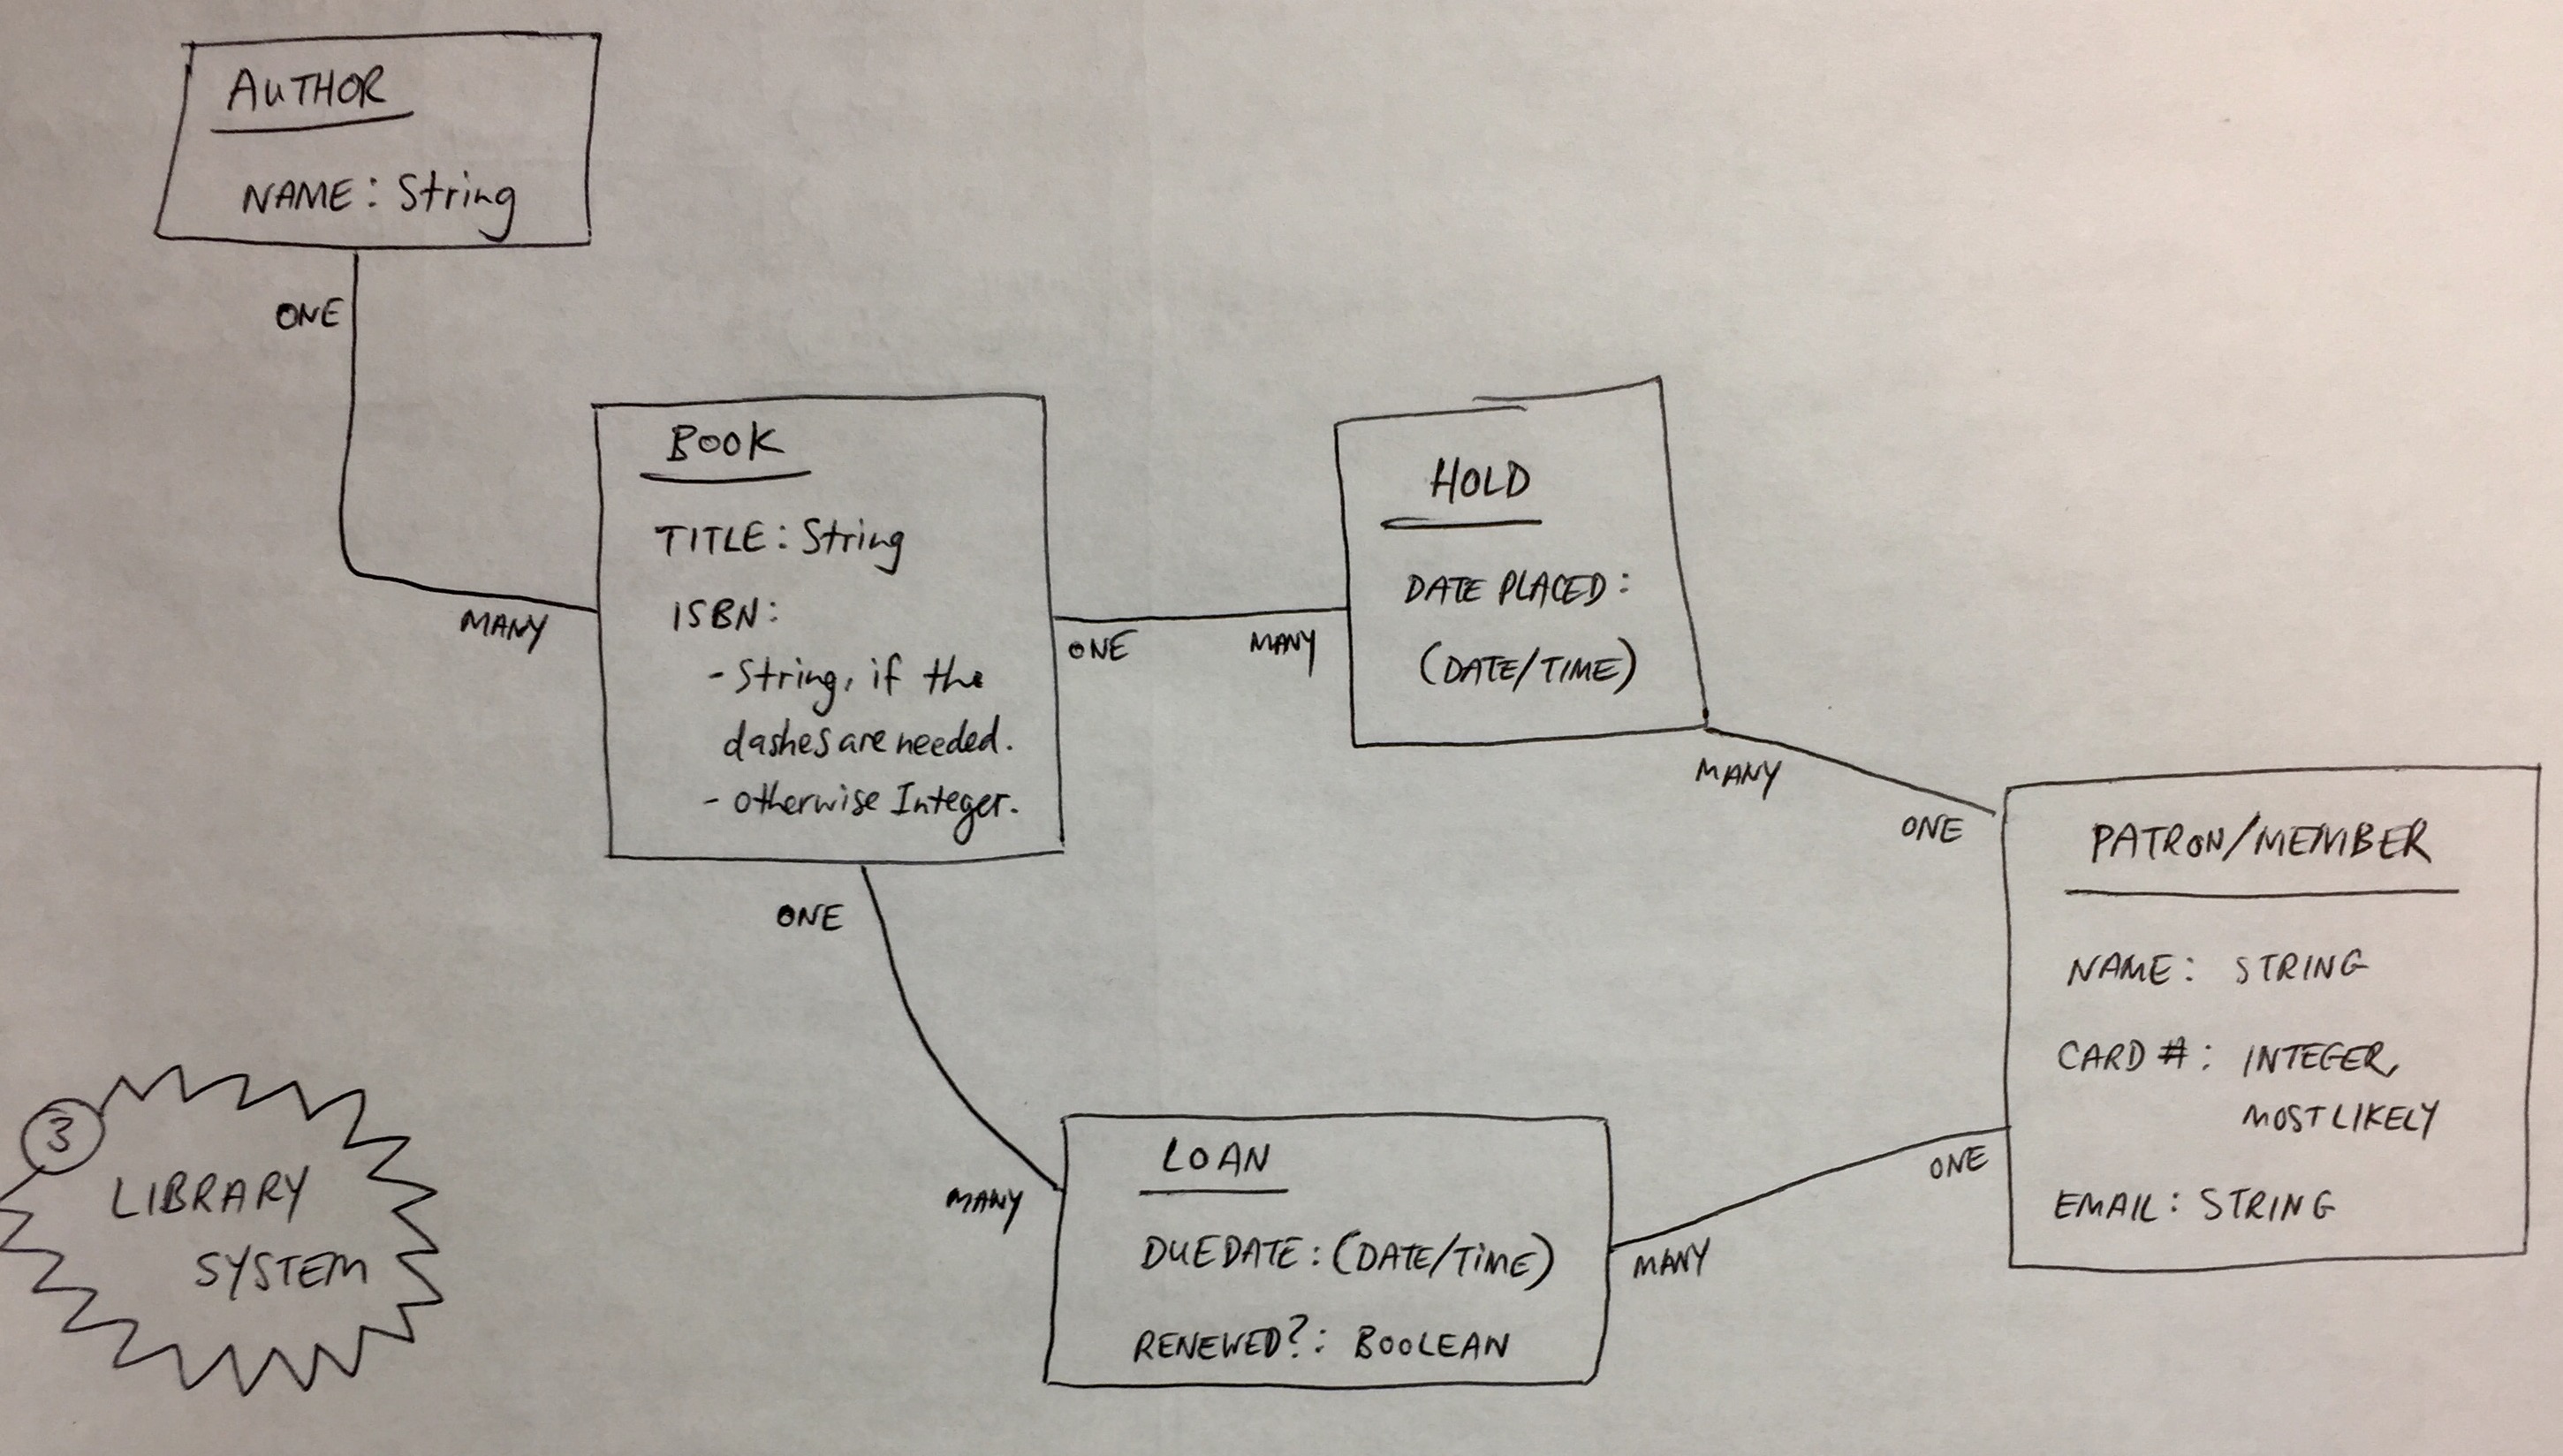 AUTHOR
NAME: String
ONE
MANY
BOOK
TITLE: String
ISBN:
- String, if the
dashes are needed.
- otherwise Integer.
ONE
MANY
HOLD
DATE PLACED:
(DATE/TIME)
MANY
ONE
PATRON/MEMBER
NAME: STRING
CARD #: INTEGER,
MOST LIKELY
EMAIL: STRING
ONE
MANY
LOAN
DUE DATE: (DATE/TIME)
RENEWED?: BOOLEAN
MANY
ONE
3
LIBRARY
SYSTEM